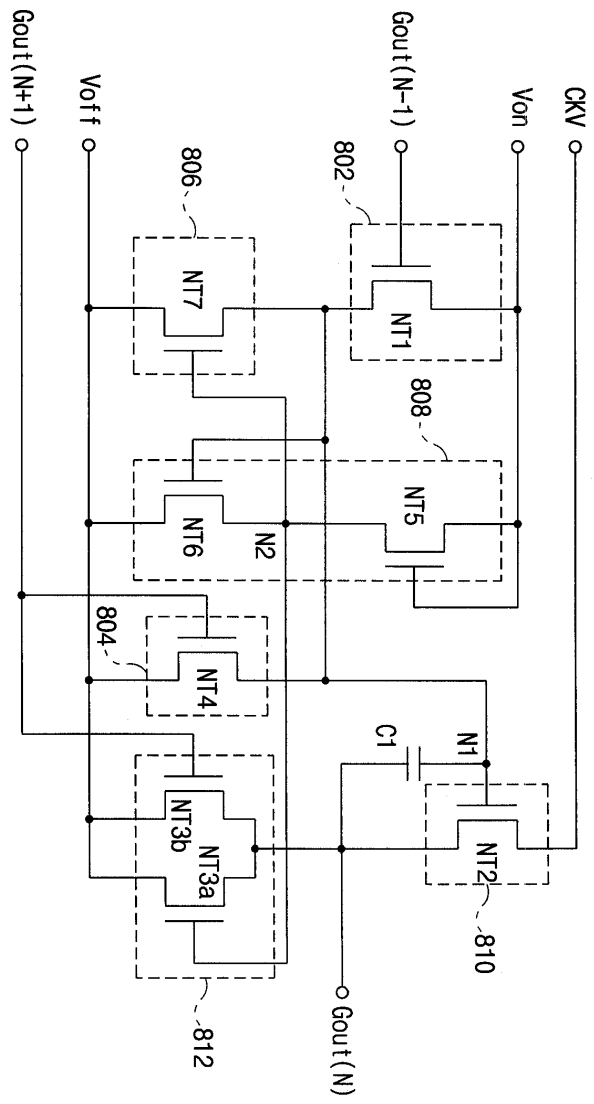 CKV
Von
Gout(N-1)
Voff
Gout(N+1)
802
NT1
806
NT7
808
NT5
NT6
N2
804
NT4
N1
C1
NT2
810
NT3b
NT3a
812
Gout(N)